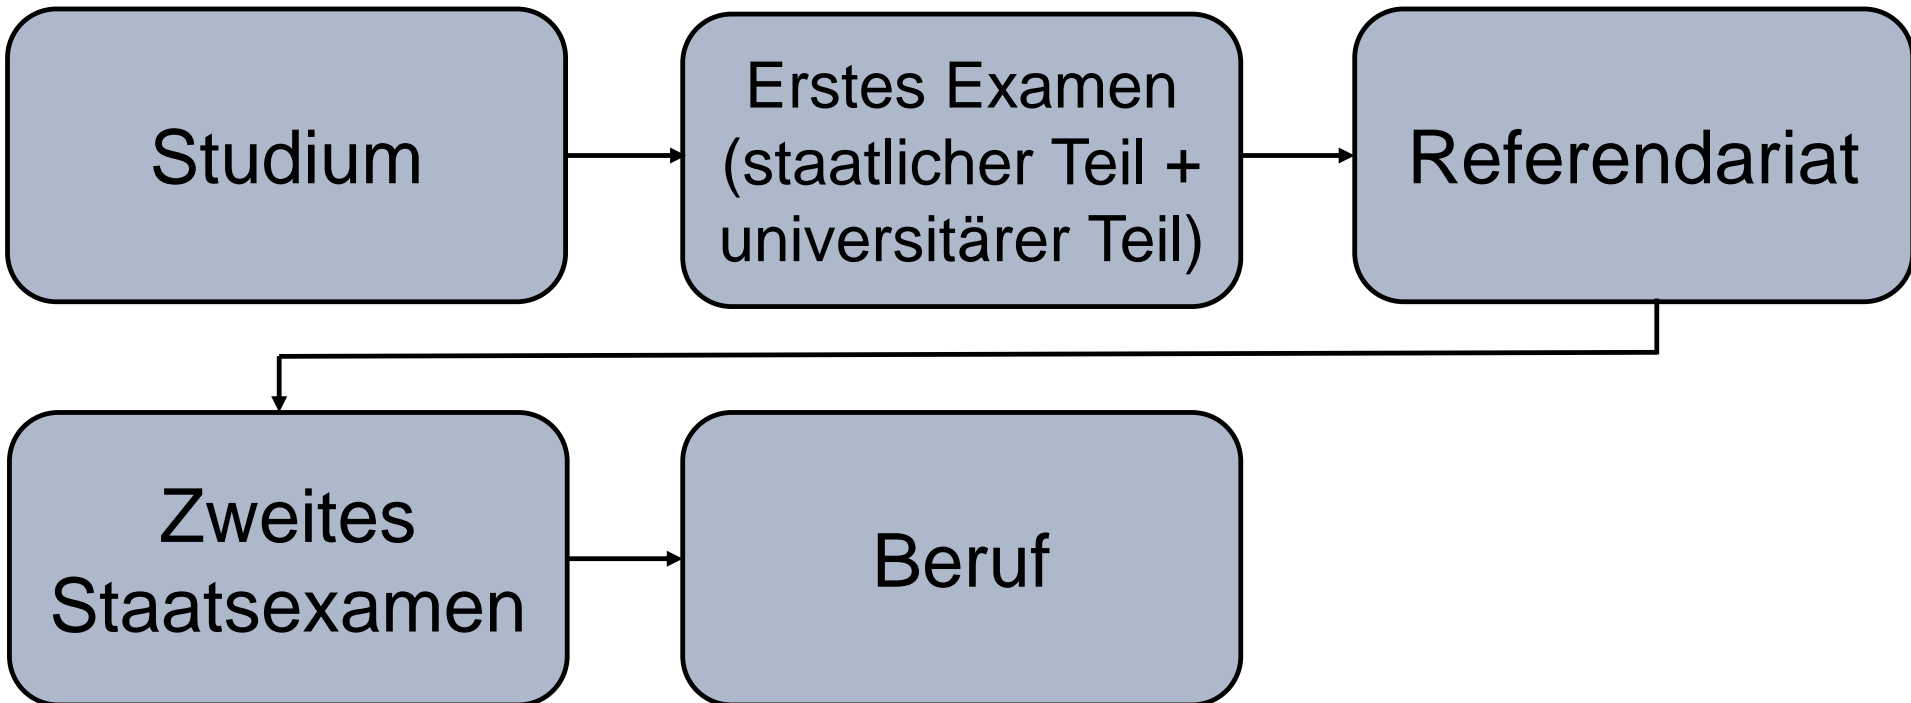 Studium
Erstes Examen
(staatlicher Teil +
universitärer Teil)
Referendariat
Zweites
Staatsexamen
Beruf